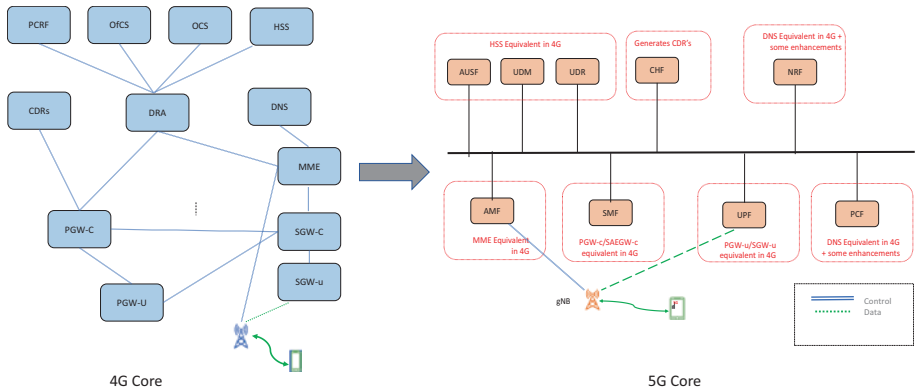 PCRF
OfCS
OCS
HSS
CDRs
DRA
DNS
MME
PGW-C
SGW-C
PGW-U
SGW-u
4G Core
HSS Equivalent in 4G
AUSF
UDM
UDR
Generates CDR's
CHF
DNS Equivalent in 4G +
some enhancements
NRF
AMF
MME Equivalent
in 4G
SMF
PGW-c/SAEGW-c
equivalent in 4G
UPF
PGW-u/SGW-u
equivalent in 4G
PCF
DNS Equivalent in 4G
+ some enhancements
gNB
Control
Data
5G Core